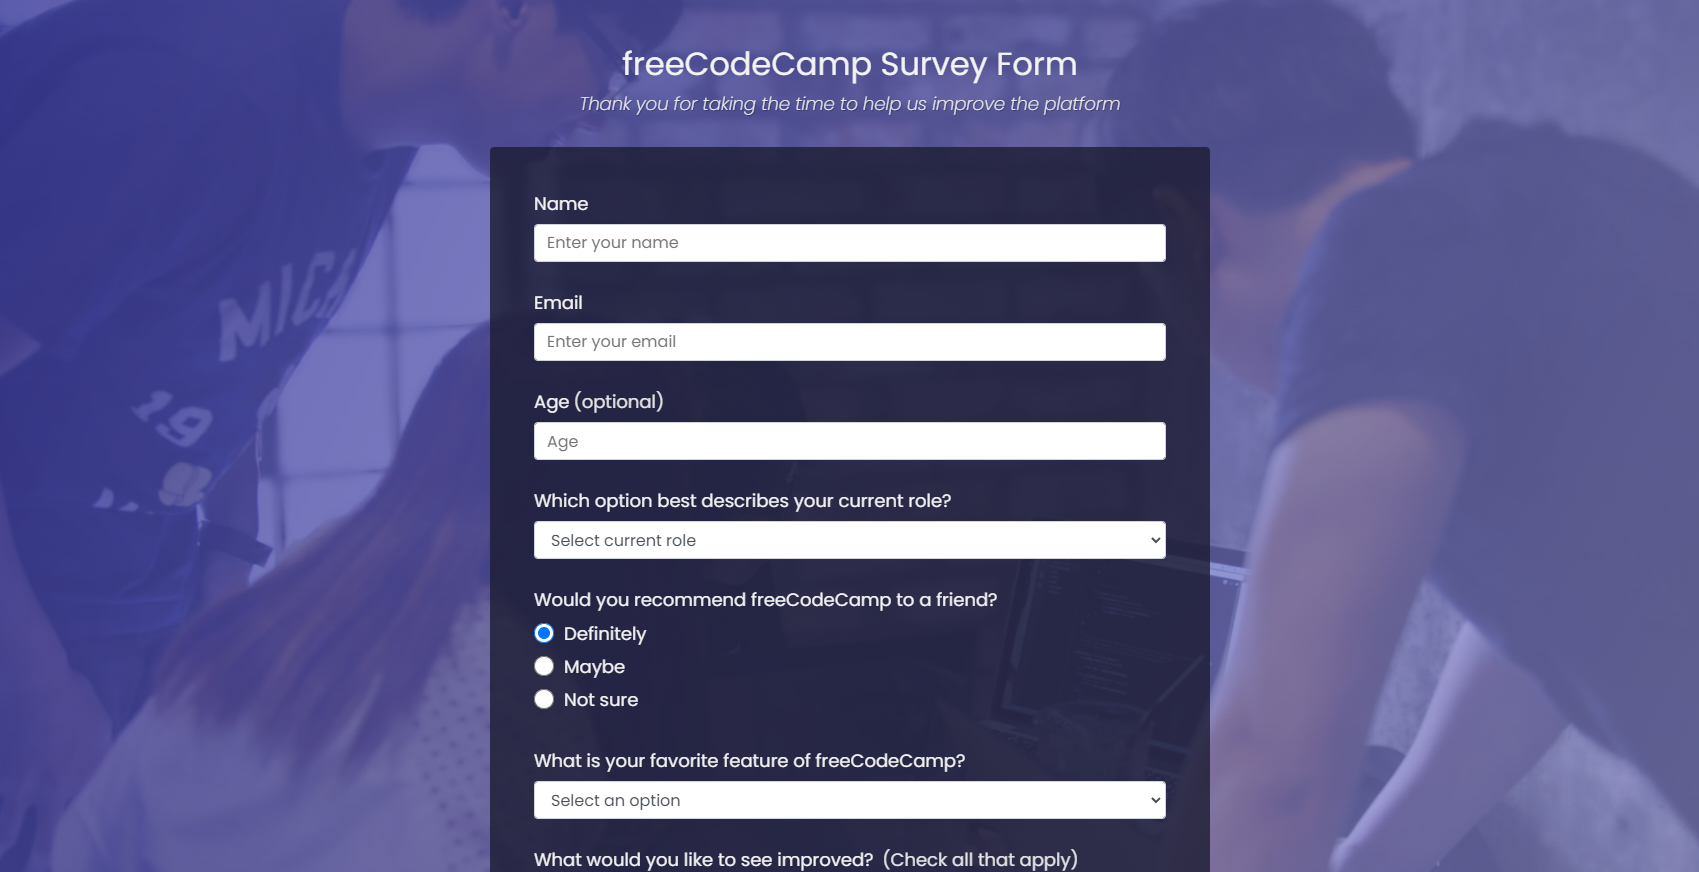 freeCodeCamp Survey Form
Thank you for taking the time to help us improve the platform
MICH
19
Name
Enter your name
Email
Enter your email
Age (optional)
Age
Which option best describes your current role?
Select current role
Would you recommend freeCodeCamp to a friend?
Definitely
Maybe
Not sure
What is your favorite feature of freeCodeCamp?
Select an option
What would you like to see improved? (Check all that apply)